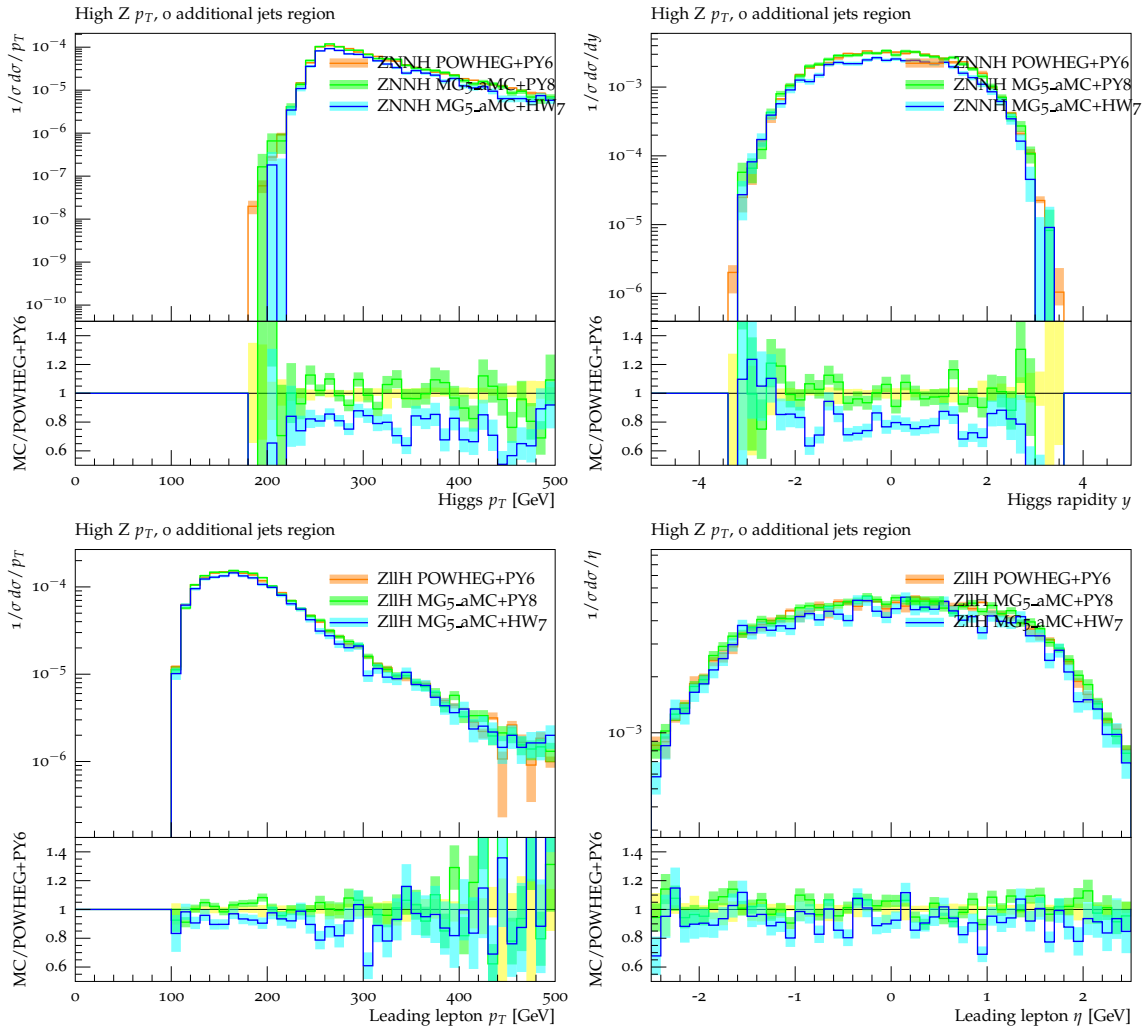 High Z pT, 0 additional jets region
1/σ dσ/pT
10−4
10−5
10−6
10−7
10−8
10−9
10−10
ZNNH POWHEG+PY6
ZNNH MG5_aMC+PY8
ZNNH MG5_aMC+HW7
MC/POWHEG+PY6
1.4
1.2
1
0.8
0.6
0 100 200 300 400 500
Higgs pT [GeV]
High Z pT, 0 additional jets region
1/σ dσ/dy
10−3
10−4
10−5
10−6
ZNNH POWHEG+PY6
ZNNH MG5_aMC+PY8
ZNNH MG5_aMC+HW7
MC/POWHEG+PY6
1.4
1.2
1
0.8
0.6
-4 -2 0 2 4
Higgs rapidity y
High Z pT, 0 additional jets region
1/σ dσ/pT
10−4
10−5
10−6
ZllH POWHEG+PY6
ZllH MG5_aMC+PY8
ZllH MG5_aMC+HW7
MC/POWHEG+PY6
1.4
1.2
1
0.8
0.6
0 100 200 300 400 500
Leading lepton pT [GeV]
High Z pT, 0 additional jets region
1/σ dσ/η
10−3
ZllH POWHEG+PY6
ZllH MG5_aMC+PY8
ZllH MG5_aMC+HW7
MC/POWHEG+PY6
1.4
1.2
1
0.8
0.6
-2 -1 0 1 2
Leading lepton η [GeV]